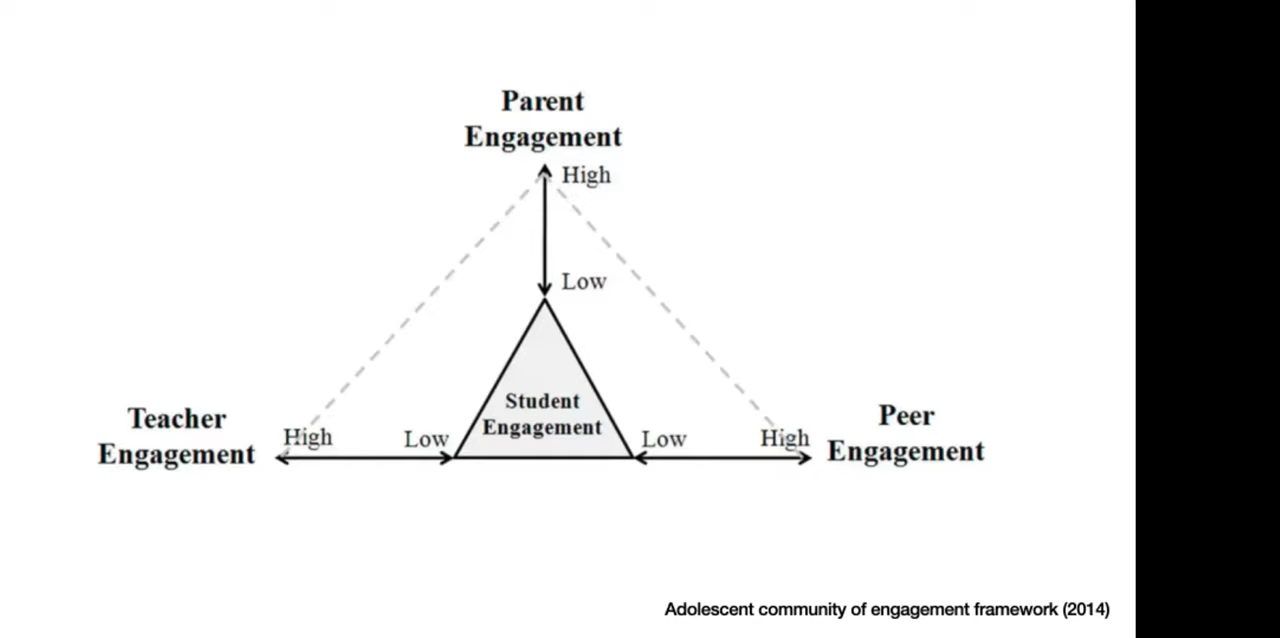 Parent
Engagement
High
Low
Student
Engagement
Teacher
Engagement
High
Low
Low
High
Peer
Engagement
Adolescent community of engagement framework (2014)